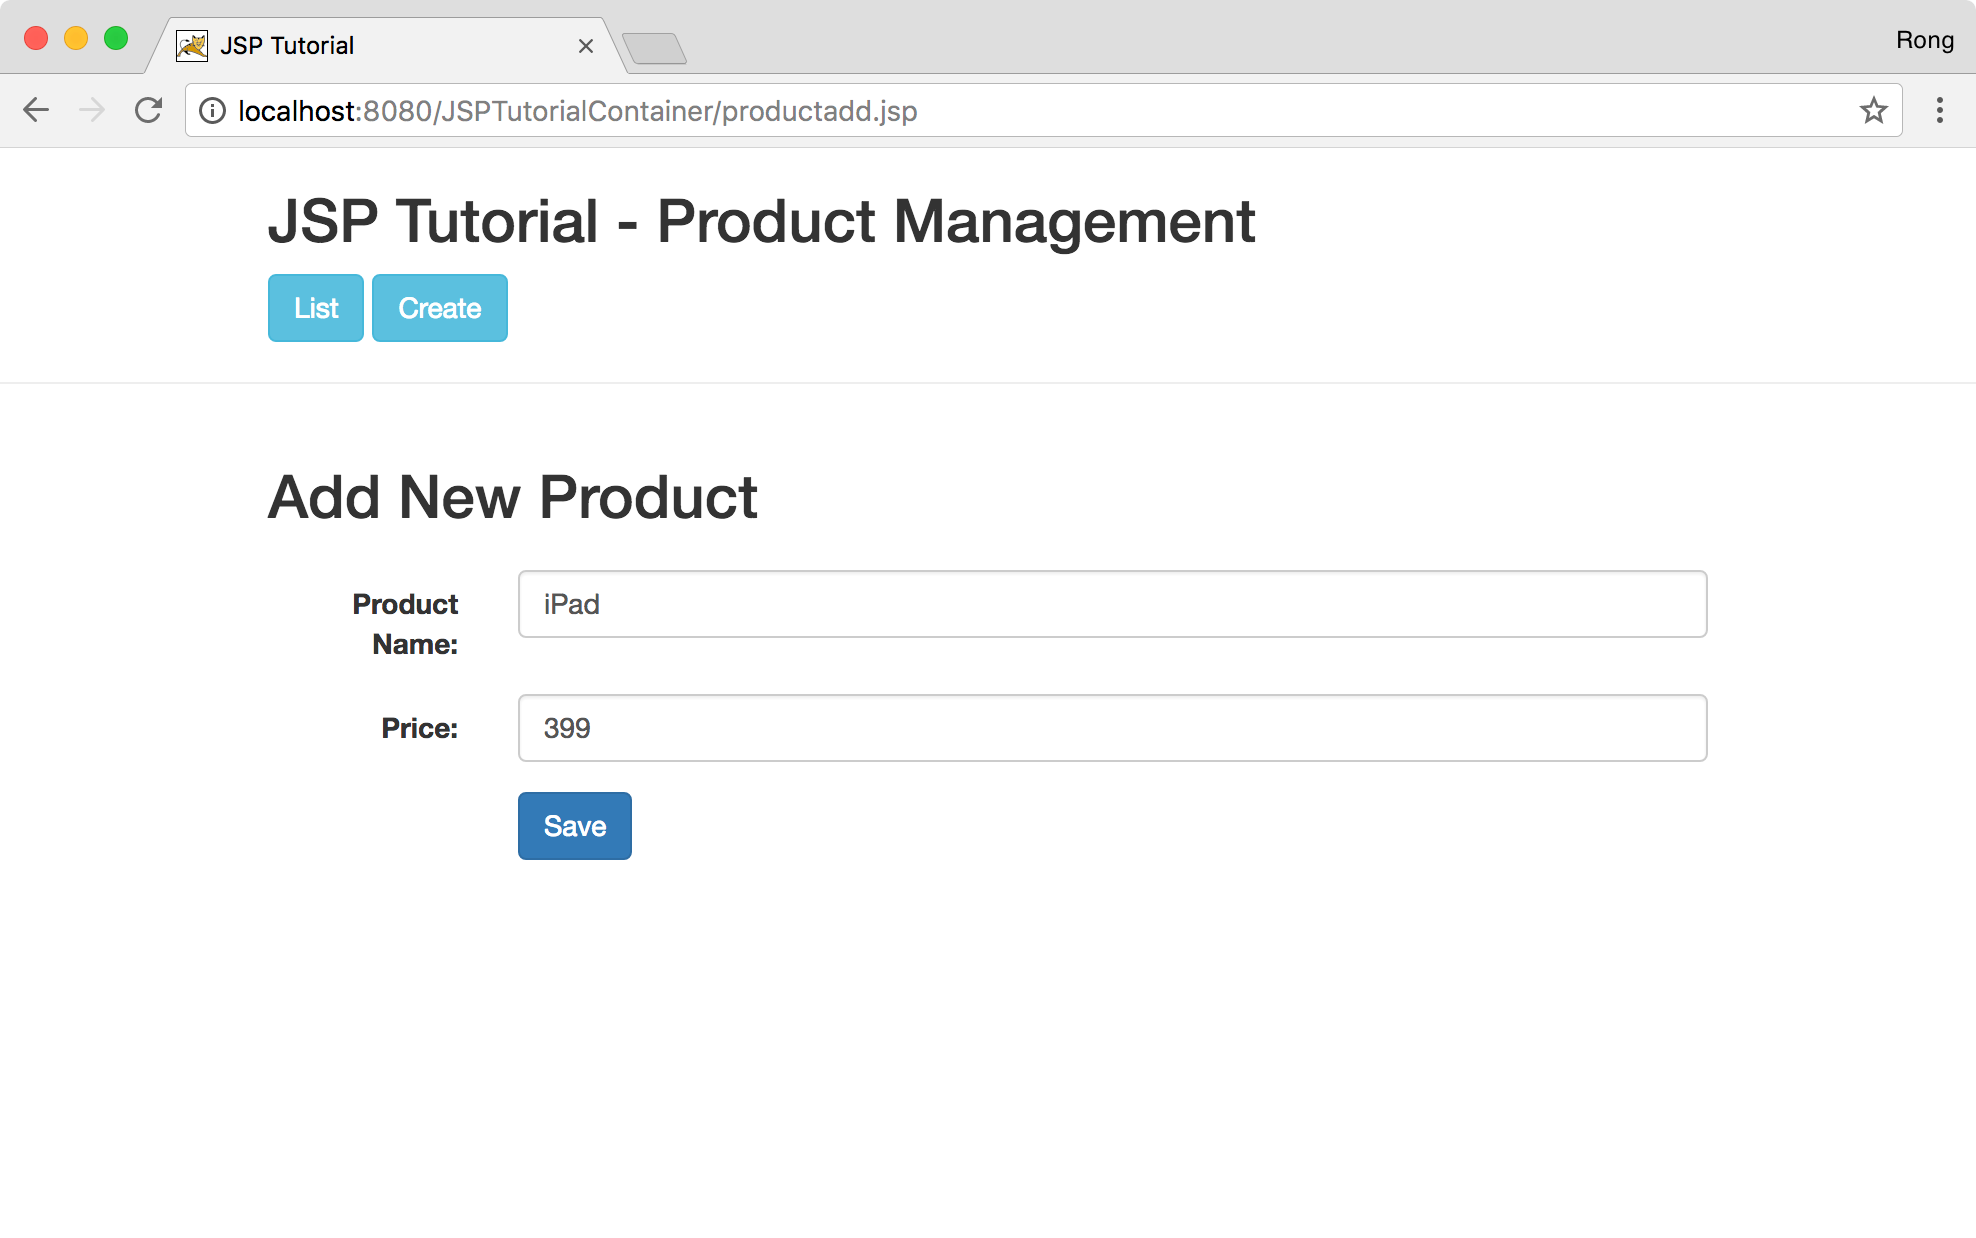 JSP Tutorial
Rong
localhost:8080/JSPTutorialContainer/productadd.jsp
JSP Tutorial - Product Management
List Create
Add New Product
Product
Name:
iPad
Price: 399
Save